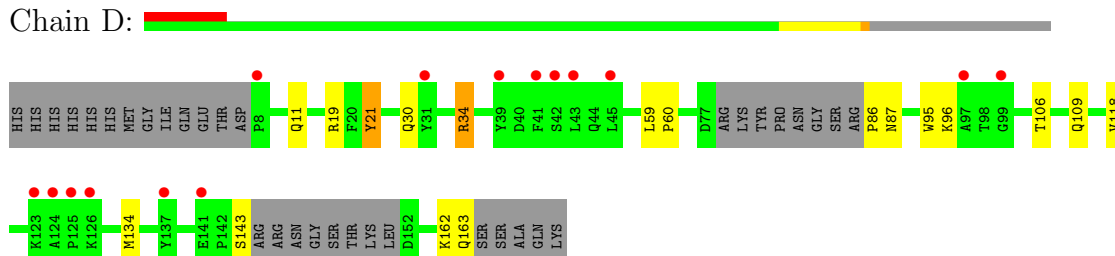 Chain D:
HIS HIS HIS HIS HIS HIS MET GLY ILE GLN GLU THR ASP P8 Q11 R19 F20 Y21 Q30 Y31 R34 Y39 D40 F41 S42 L43 Q44 L45 L59 P60 D77 ARG LYS TYR PRO ASN GLY SER ARG P86 N87 W95 K96 A97 T98 G99 T106 Q109
K123 A124 P125 K126 M134 Y137 E141 P142 S143 ARG ARG ASN GLY SER THR LYS LEU D152 K162 Q163 SER SER ALA GLN LYS